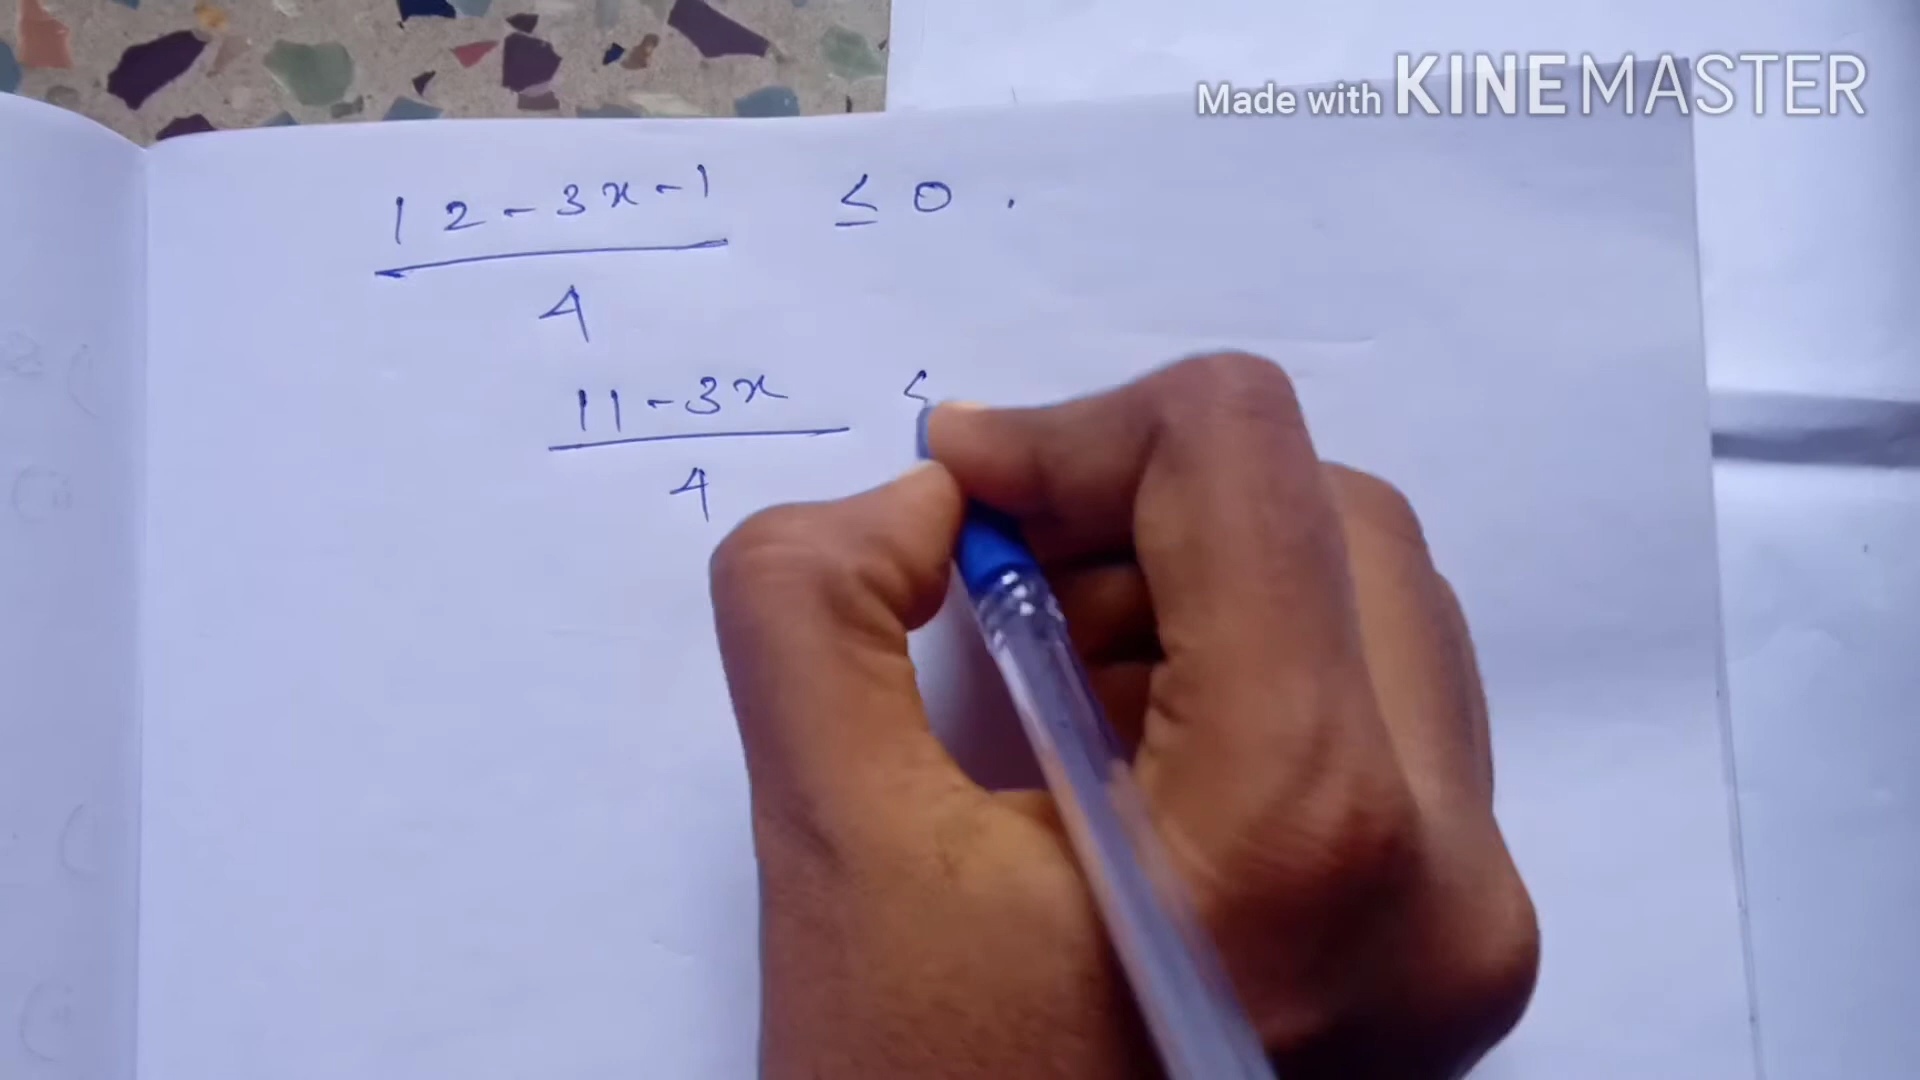 Made with KINEMASTER
12-3x-1 ≤ 0 .
4
11-3x <
4